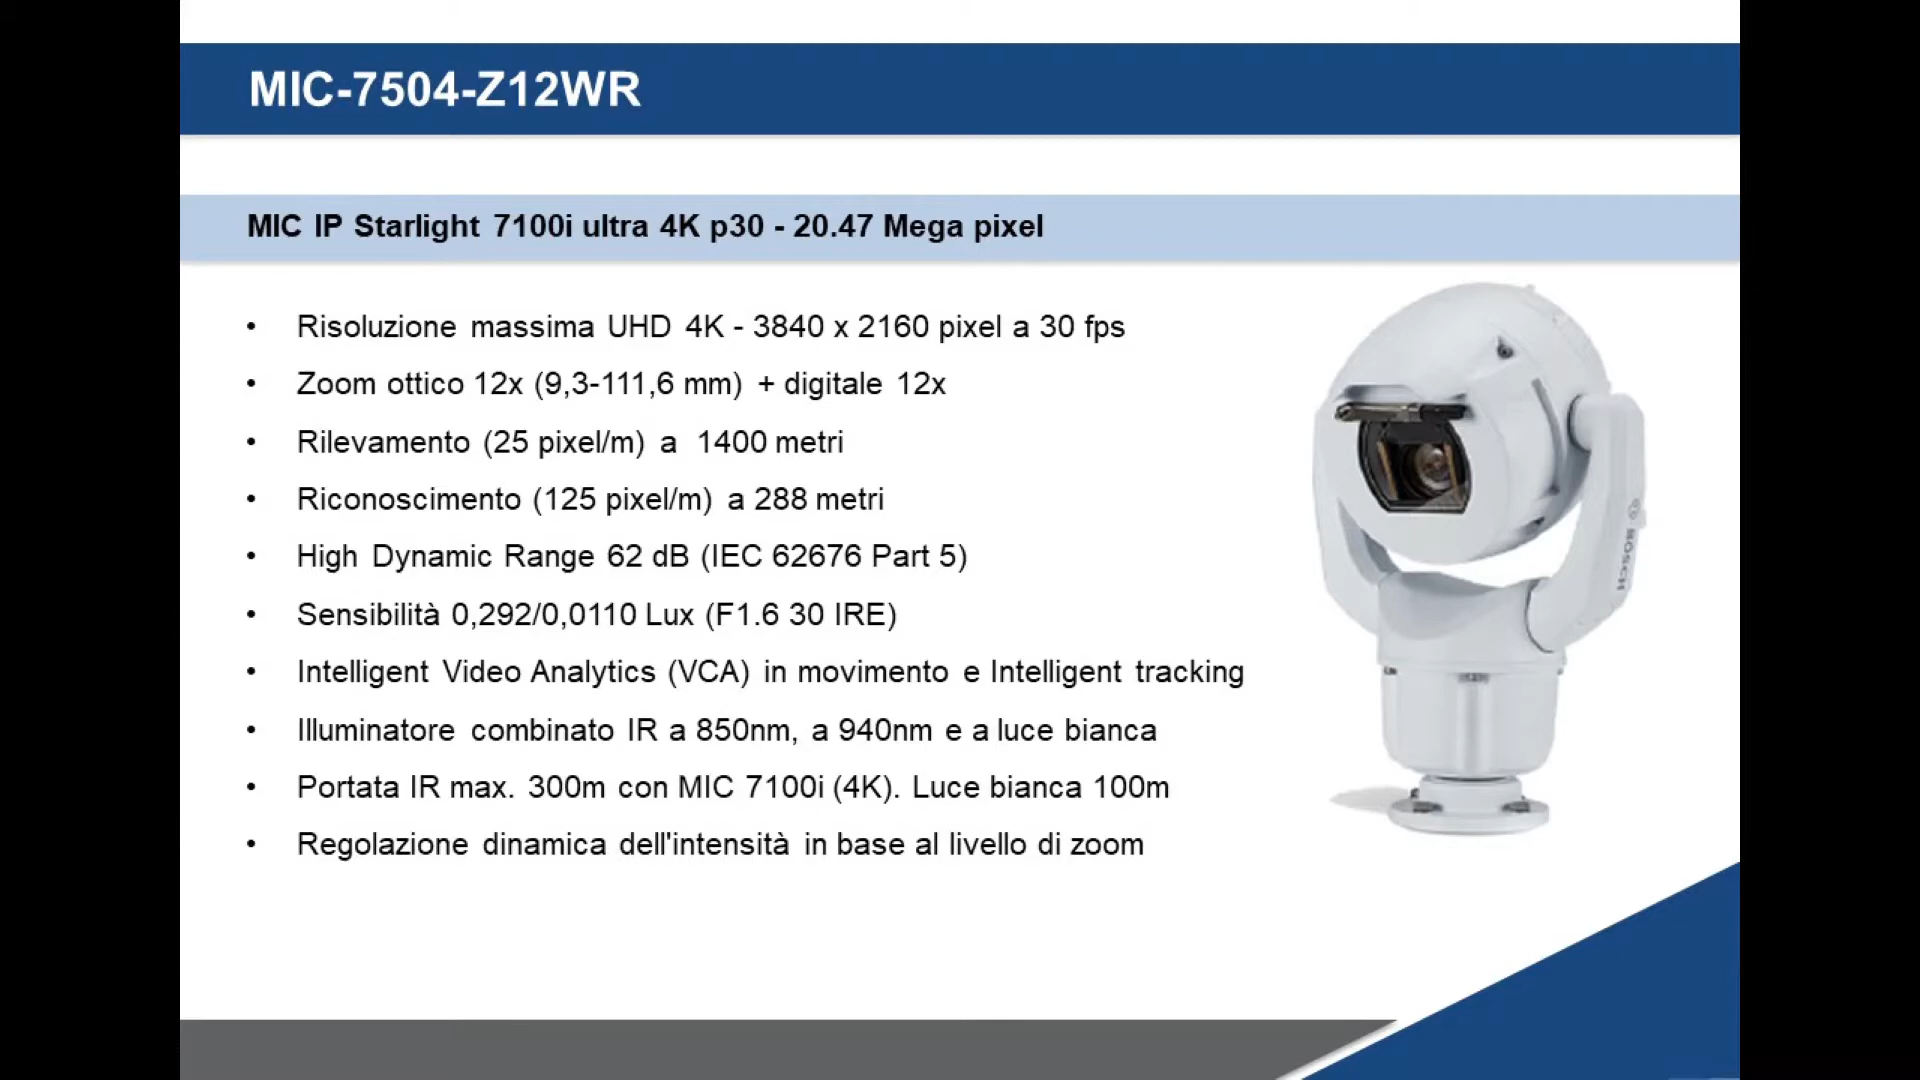 MIC-7504-Z12WR
MIC IP Starlight 7100i ultra 4K p30 - 20.47 Mega pixel
• Risoluzione massima UHD 4K - 3840 x 2160 pixel a 30 fps
• Zoom ottico 12x (9,3-111,6 mm) + digitale 12x
• Rilevamento (25 pixel/m) a 1400 metri
• Riconoscimento (125 pixel/m) a 288 metri
• High Dynamic Range 62 dB (IEC 62676 Part 5)
• Sensibilità 0,292/0,0110 Lux (F1.6 30 IRE)
• Intelligent Video Analytics (VCA) in movimento e Intelligent tracking
• Illuminatore combinato IR a 850nm, a 940nm e a luce bianca
• Portata IR max. 300m con MIC 7100i (4K). Luce bianca 100m
• Regolazione dinamica dell'intensità in base al livello di zoom
BOSCH